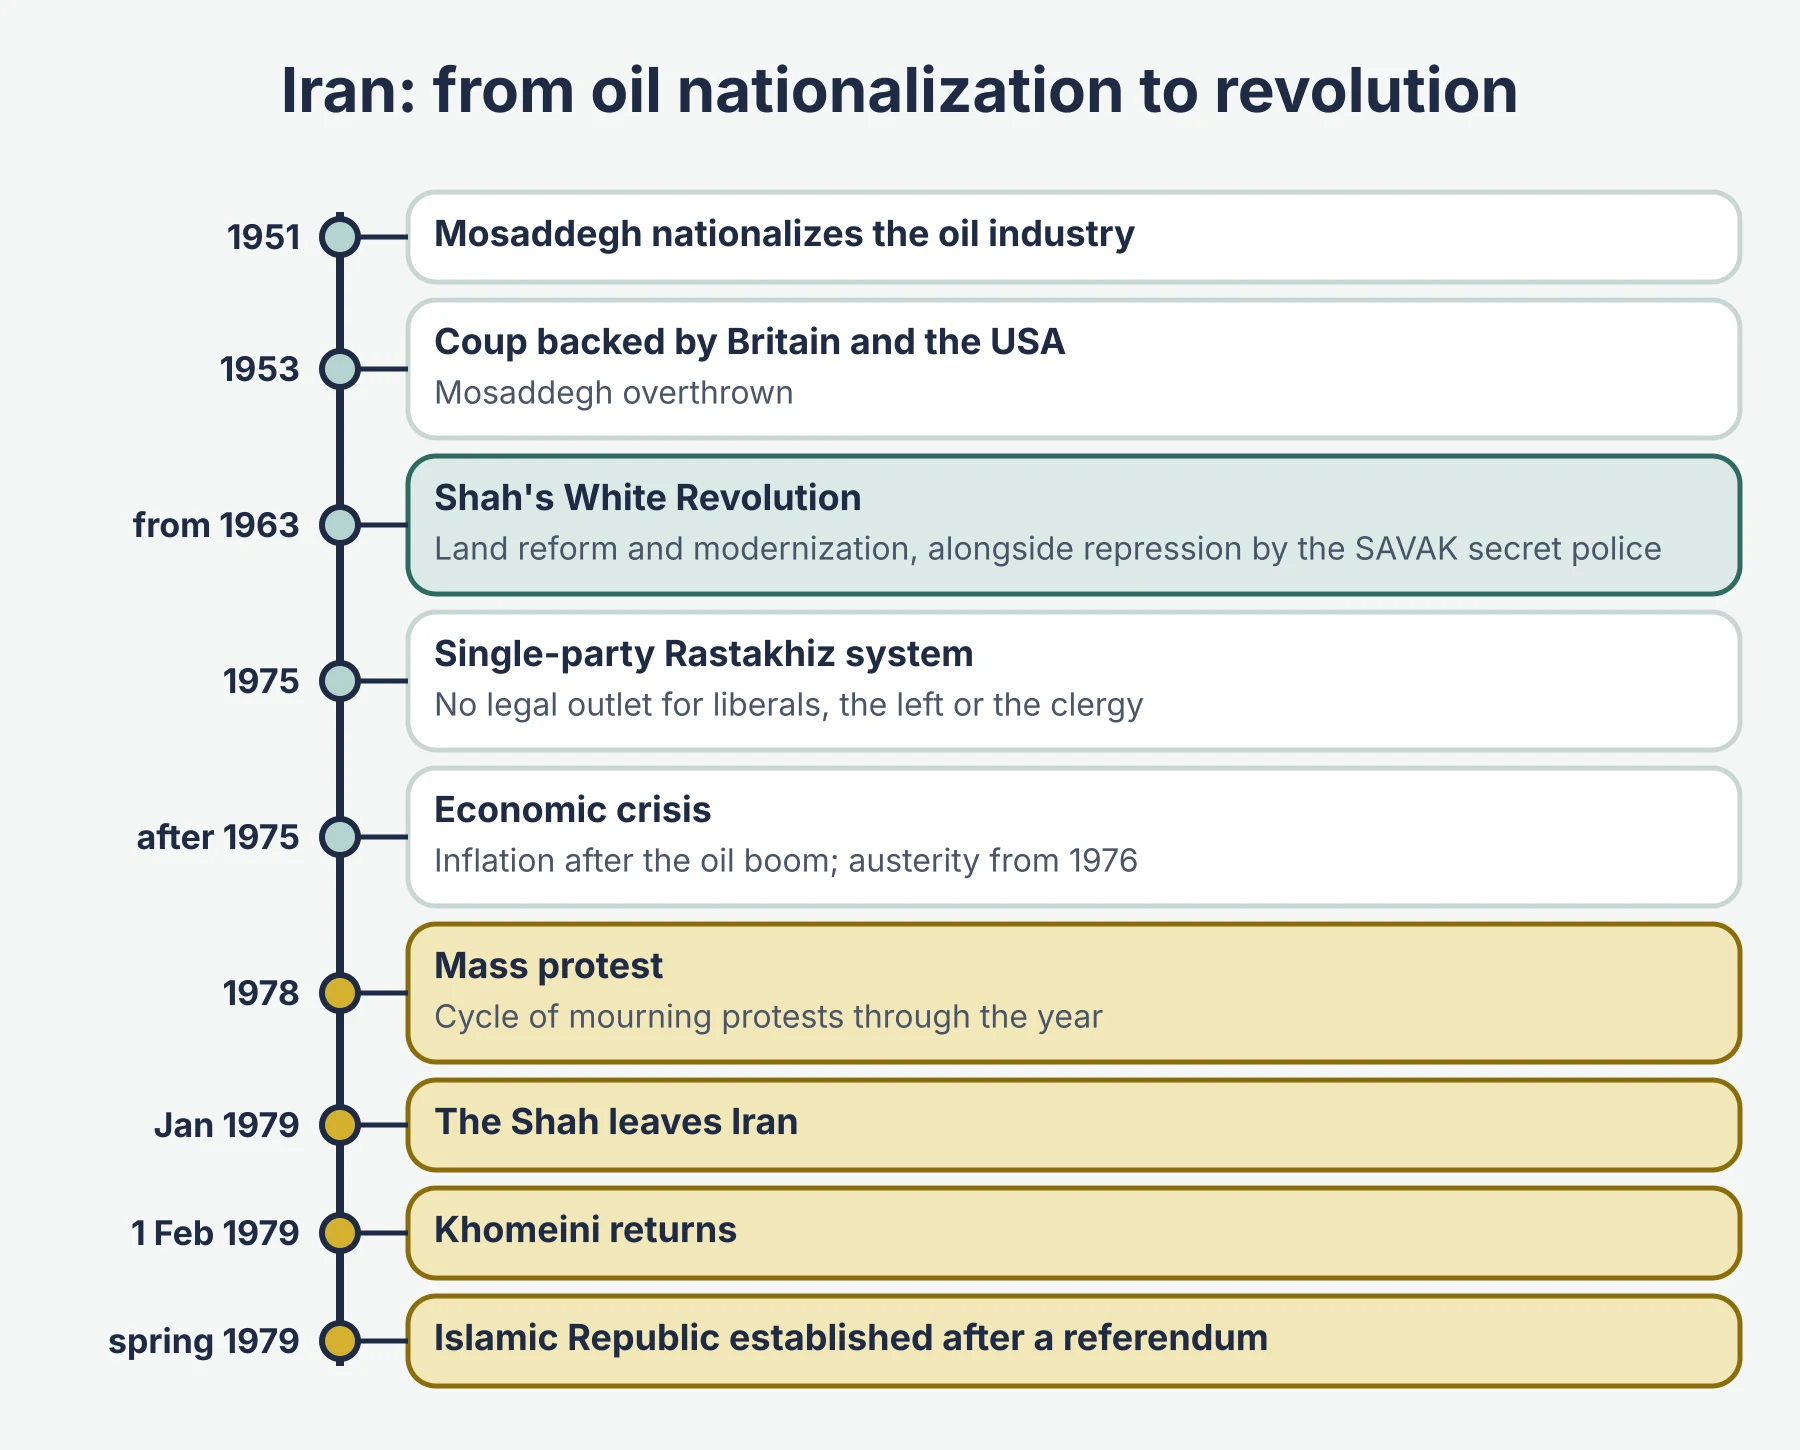 Iran: from oil nationalization to revolution
1951
Mosaddegh nationalizes the oil industry
1953
Coup backed by Britain and the USA
Mosaddegh overthrown
from 1963
Shah's White Revolution
Land reform and modernization, alongside repression by the SAVAK secret police
1975
Single-party Rastakhiz system
No legal outlet for liberals, the left or the clergy
after 1975
Economic crisis
Inflation after the oil boom; austerity from 1976
1978
Mass protest
Cycle of mourning protests through the year
Jan 1979
The Shah leaves Iran
1 Feb 1979
Khomeini returns
spring 1979
Islamic Republic established after a referendum